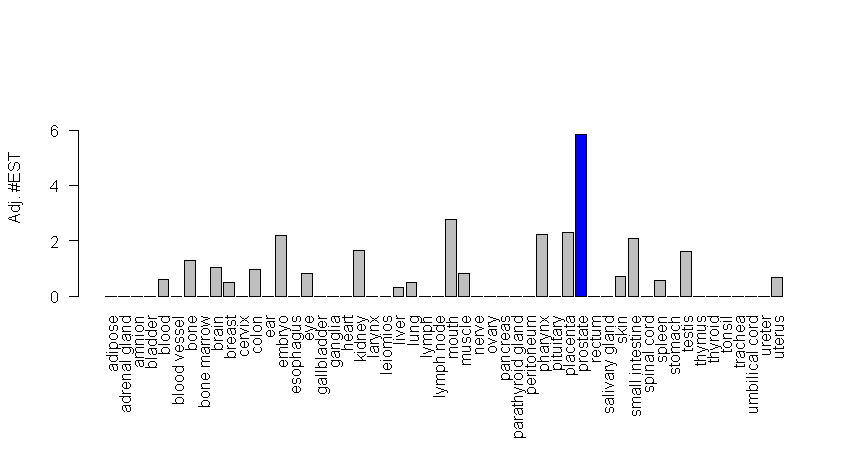 Adj. #EST
6
4
2
0
adipose
adrenal gland
amnion
bladder
blood
blood vessel
bone
bone marrow
brain
breast
cervix
colon
ear
embryo
esophagus
eye
gallbladder
ganglia
heart
kidney
larynx
leiomios
liver
lung
lymph
lymph node
mouth
muscle
nerve
ovary
pancreas
parathyroid gland
peritoneum
pharynx
pituitary
placenta
prostate
rectum
salivary gland
skin
small intestine
spinal cord
spleen
stomach
testis
thymus
thyroid
tonsil
trachea
umbilical cord
ureter
uterus